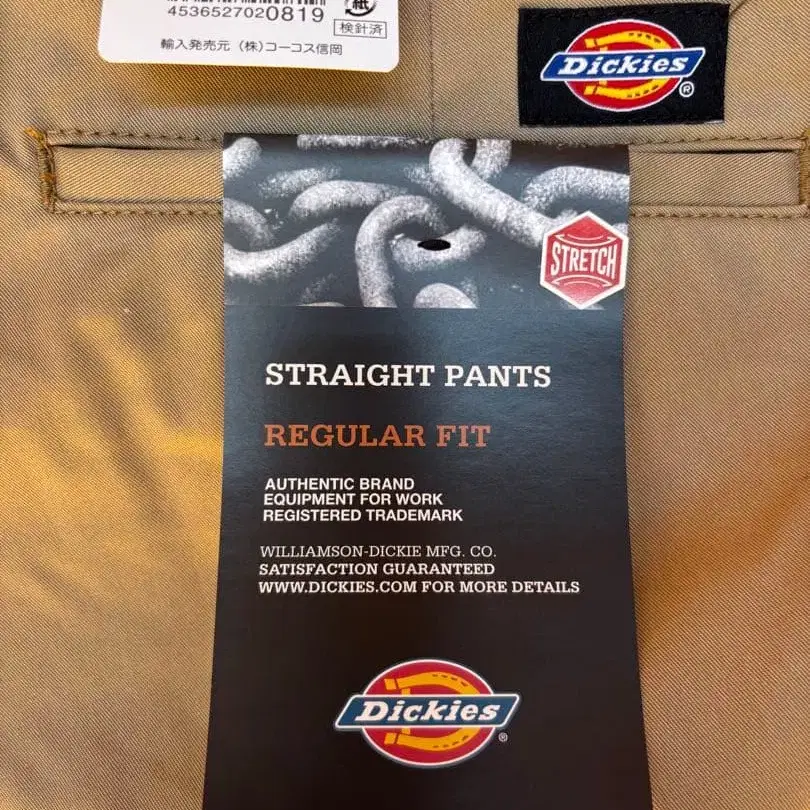 4536527020819
紙
検針済
輸入発売元 (株)コーコス信岡
Dickies
®
STRETCH
STRAIGHT PANTS
REGULAR FIT
AUTHENTIC BRAND
EQUIPMENT FOR WORK
REGISTERED TRADEMARK
WILLIAMSON-DICKIE MFG. CO.
SATISFACTION GUARANTEED
WWW.DICKIES.COM FOR MORE DETAILS
Dickies
®